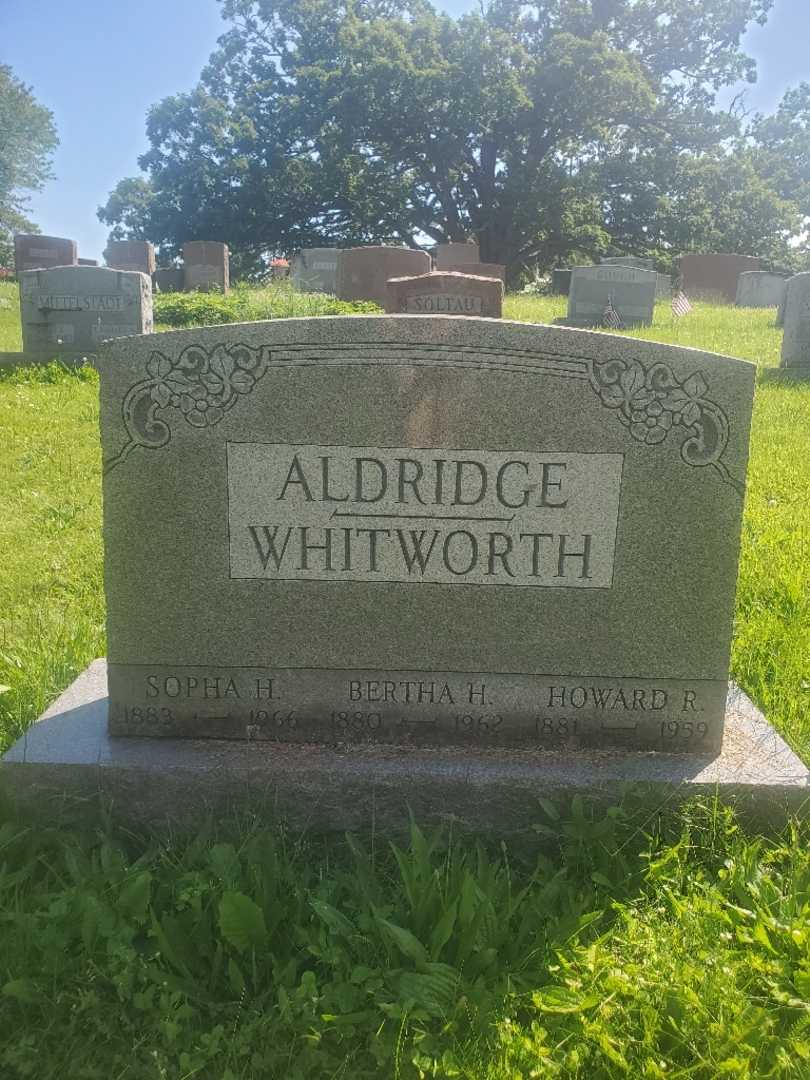 MITTELSTADT
SOLTAU
ALDRIDGE
WHITWORTH
SOPHA H. BERTHA H. HOWARD R.
1883 — 1966 1880 — 1962 1881 — 1959